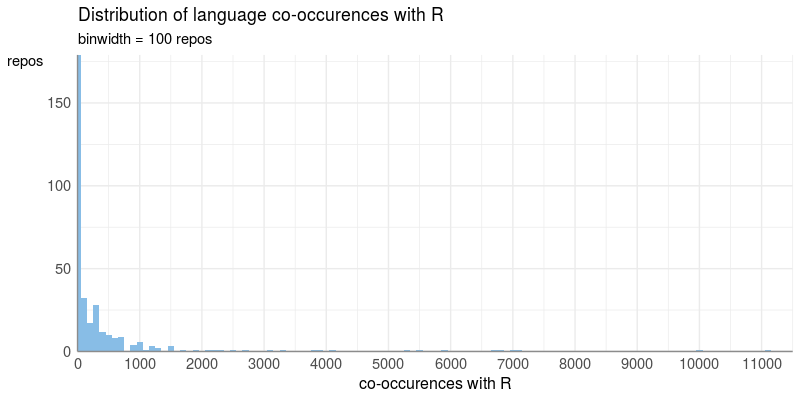 Distribution of language co-occurences with R
binwidth = 100 repos
repos
150
100
50
0
0 1000 2000 3000 4000 5000 6000 7000 8000 9000 10000 11000
co-occurences with R